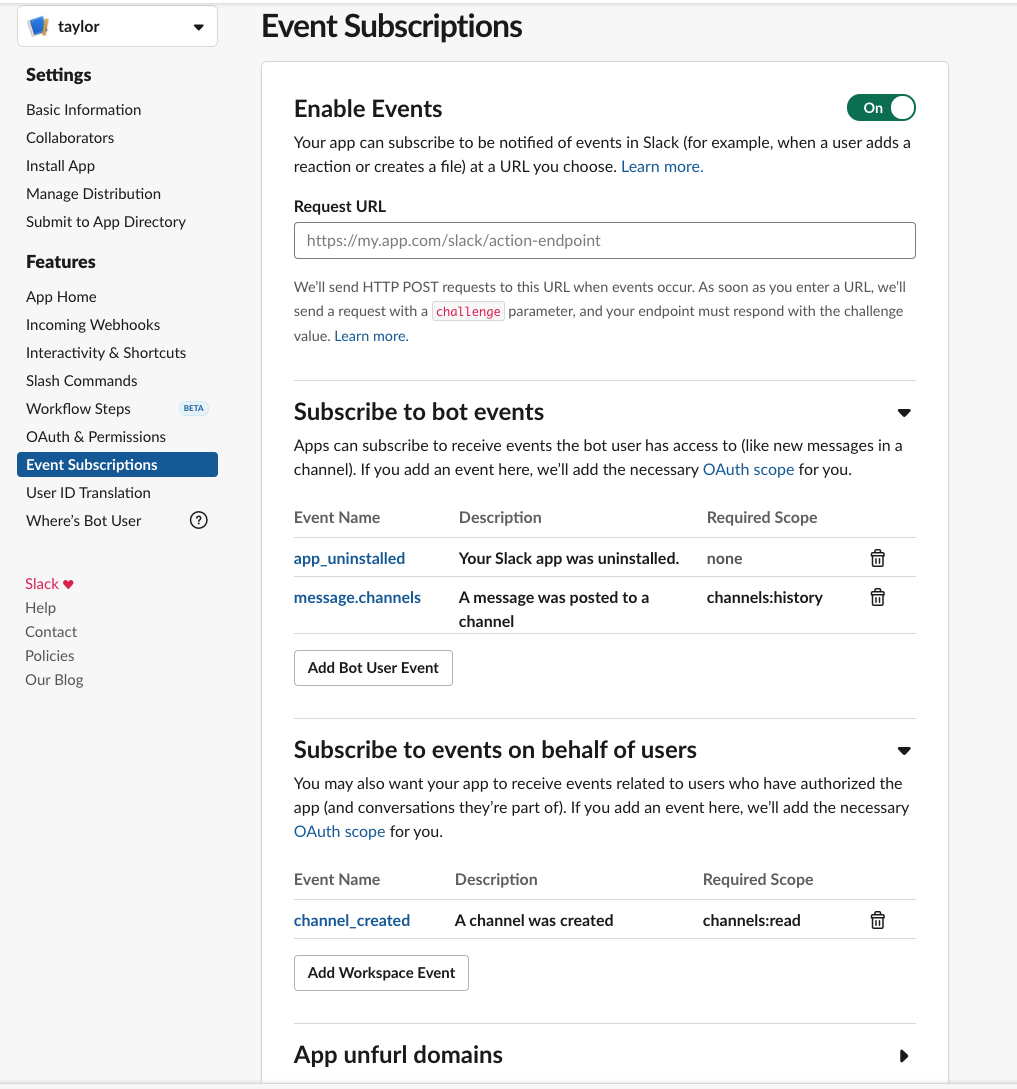 taylor
Settings
Basic Information
Collaborators
Install App
Manage Distribution
Submit to App Directory
Features
App Home
Incoming Webhooks
Interactivity & Shortcuts
Slash Commands
Workflow Steps BETA
OAuth & Permissions
Event Subscriptions
User ID Translation
Where's Bot User ?
Slack ♥
Help
Contact
Policies
Our Blog
Event Subscriptions
Enable Events On
Your app can subscribe to be notified of events in Slack (for example, when a user adds a
reaction or creates a file) at a URL you choose. Learn more.
Request URL
https://my.app.com/slack/action-endpoint
We'll send HTTP POST requests to this URL when events occur. As soon as you enter a URL, we'll
send a request with a challenge parameter, and your endpoint must respond with the challenge
value. Learn more.
Subscribe to bot events
Apps can subscribe to receive events the bot user has access to (like new messages in a
channel). If you add an event here, we'll add the necessary OAuth scope for you.
Event Name Description Required Scope
app_uninstalled Your Slack app was uninstalled. none
message.channels A message was posted to a channels:history
channel
Add Bot User Event
Subscribe to events on behalf of users
You may also want your app to receive events related to users who have authorized the
app (and conversations they're part of). If you add an event here, we'll add the necessary
OAuth scope for you.
Event Name Description Required Scope
channel_created A channel was created channels:read
Add Workspace Event
App unfurl domains